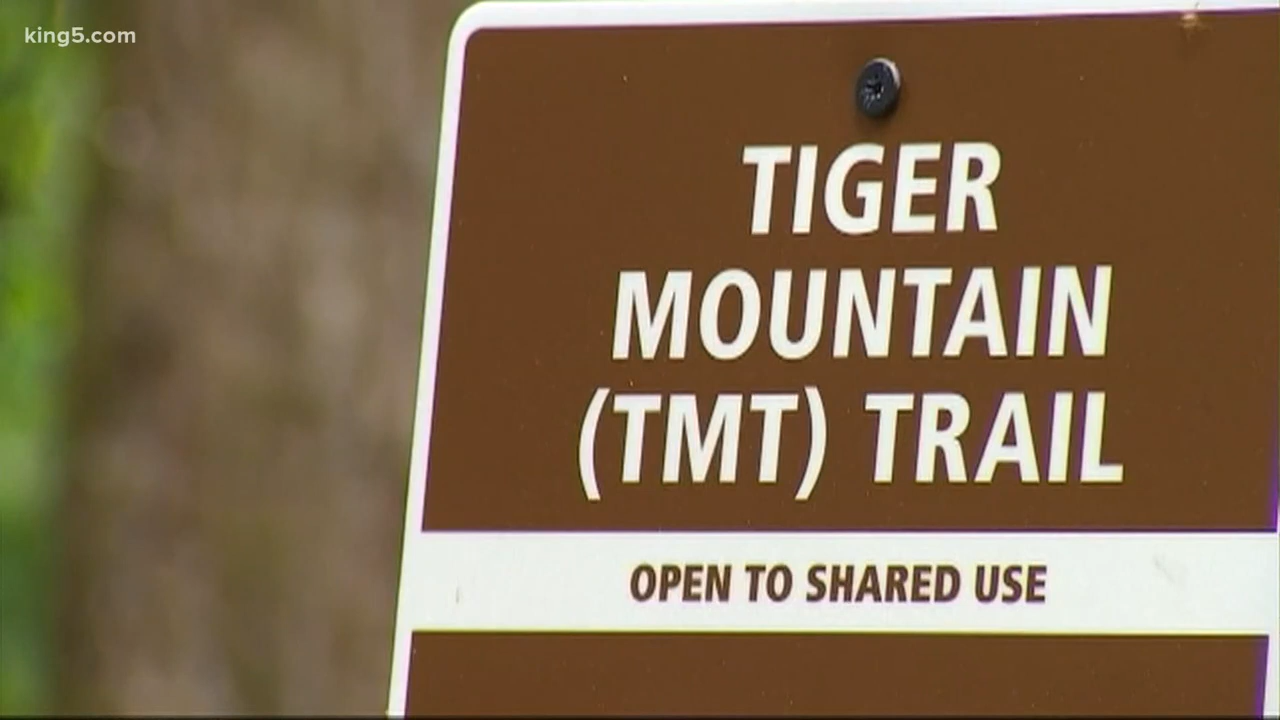 king5.com
TIGER
MOUNTAIN
(TMT) TRAIL
OPEN TO SHARED USE